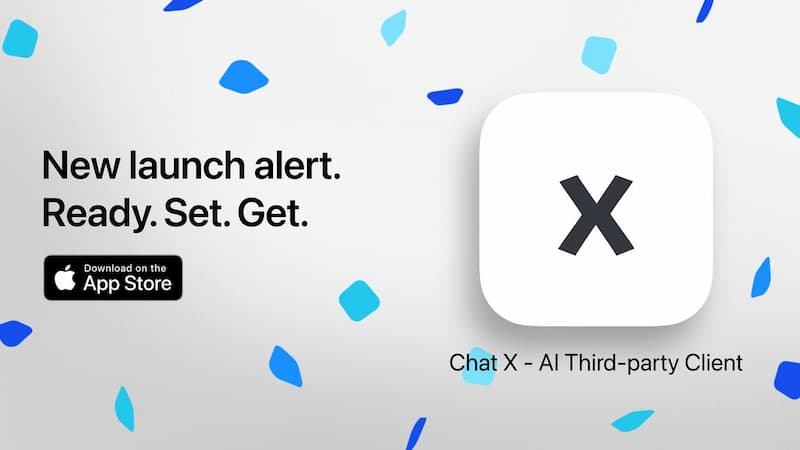 New launch alert.
Ready. Set. Get.
Download on the
App Store
X
Chat X - AI Third-party Client